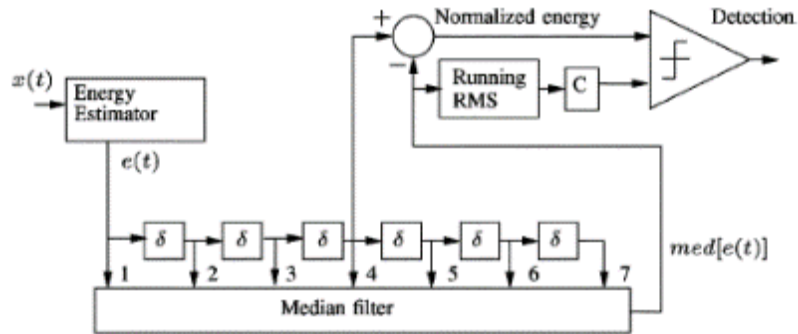 Normalized energy
Detection
+
−
x(t)
Energy
Estimator
Running
RMS
C
e(t)
δ
δ
δ
δ
δ
δ
med[e(t)]
1
2
3
4
5
6
7
Median filter